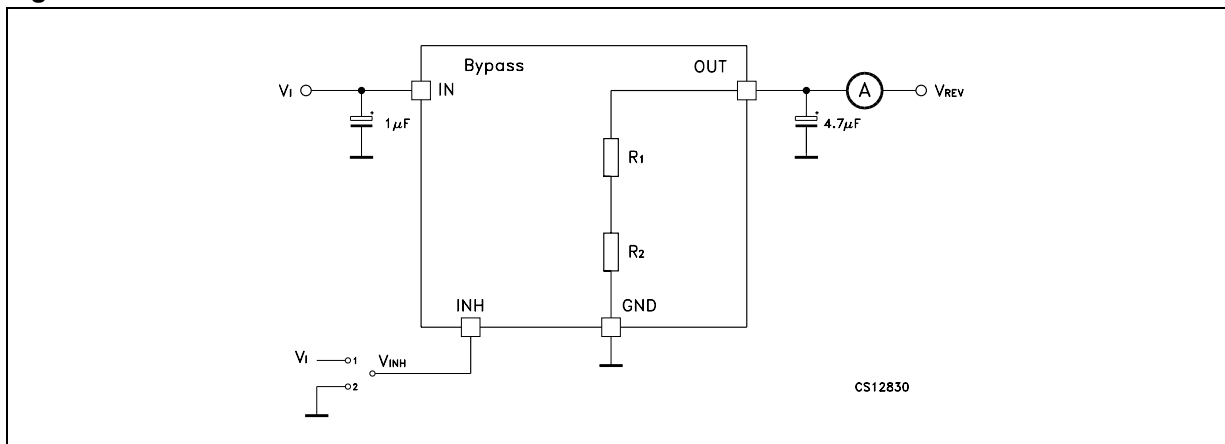 Bypass
OUT
VI
IN
A
VREV
1μF
4.7μF
R1
R2
INH
GND
VI
1
VINH
2
CS12830